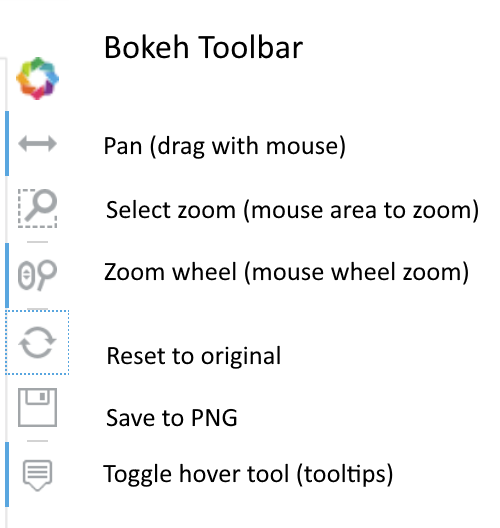 Bokeh Toolbar
Pan (drag with mouse)
Select zoom (mouse area to zoom)
Zoom wheel (mouse wheel zoom)
Reset to original
Save to PNG
Toggle hover tool (tooltips)